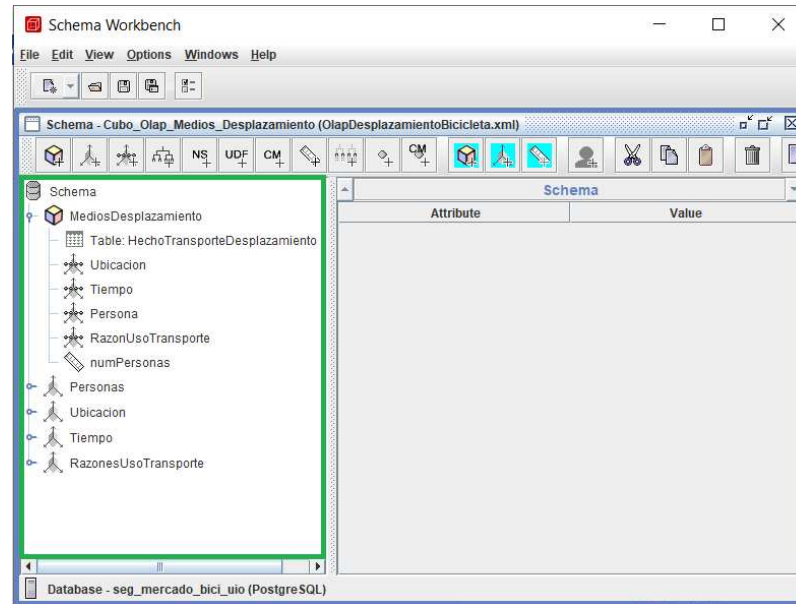 Schema Workbench
File Edit View Options Windows Help
Schema - Cubo_Olap_Medios_Desplazamiento (OlapDesplazamientoBicicleta.xml)
NS UDF CM CM
Schema
MediosDesplazamiento
Table: HechoTransporteDesplazamiento
Ubicacion
Tiempo
Persona
RazonUsoTransporte
numPersonas
Personas
Ubicacion
Tiempo
RazonesUsoTransporte
Schema
Attribute Value
Database - seg_mercado_bici_uio (PostgreSQL)